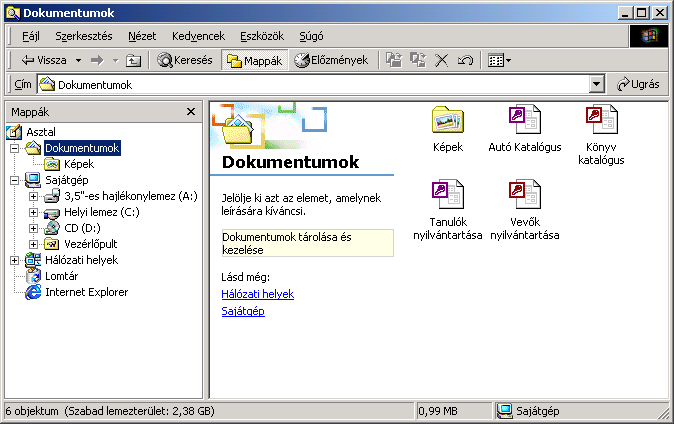 Dokumentumok
Fájl Szerkesztés Nézet Kedvencek Eszközök Súgó
Vissza Keresés Mappák Előzmények
Cím Dokumentumok Ugrás
Mappák
Asztal
Dokumentumok
Képek
Sajátgép
3,5"-es hajlékonylemez (A:)
Helyi lemez (C:)
CD (D:)
Vezérlőpult
Hálózati helyek
Lomtár
Internet Explorer
Dokumentumok
Jelölje ki azt az elemet, amelynek
leírására kíváncsi.
Dokumentumok tárolása és
kezelése
Lásd még:
Hálózati helyek
Sajátgép
Képek
Autó Katalógus
Könyv
katalógus
Tanulók
nyilvántartása
Vevők
nyilvántartása
6 objektum (Szabad lemezterület: 2,38 GB)
0,99 MB
Sajátgép